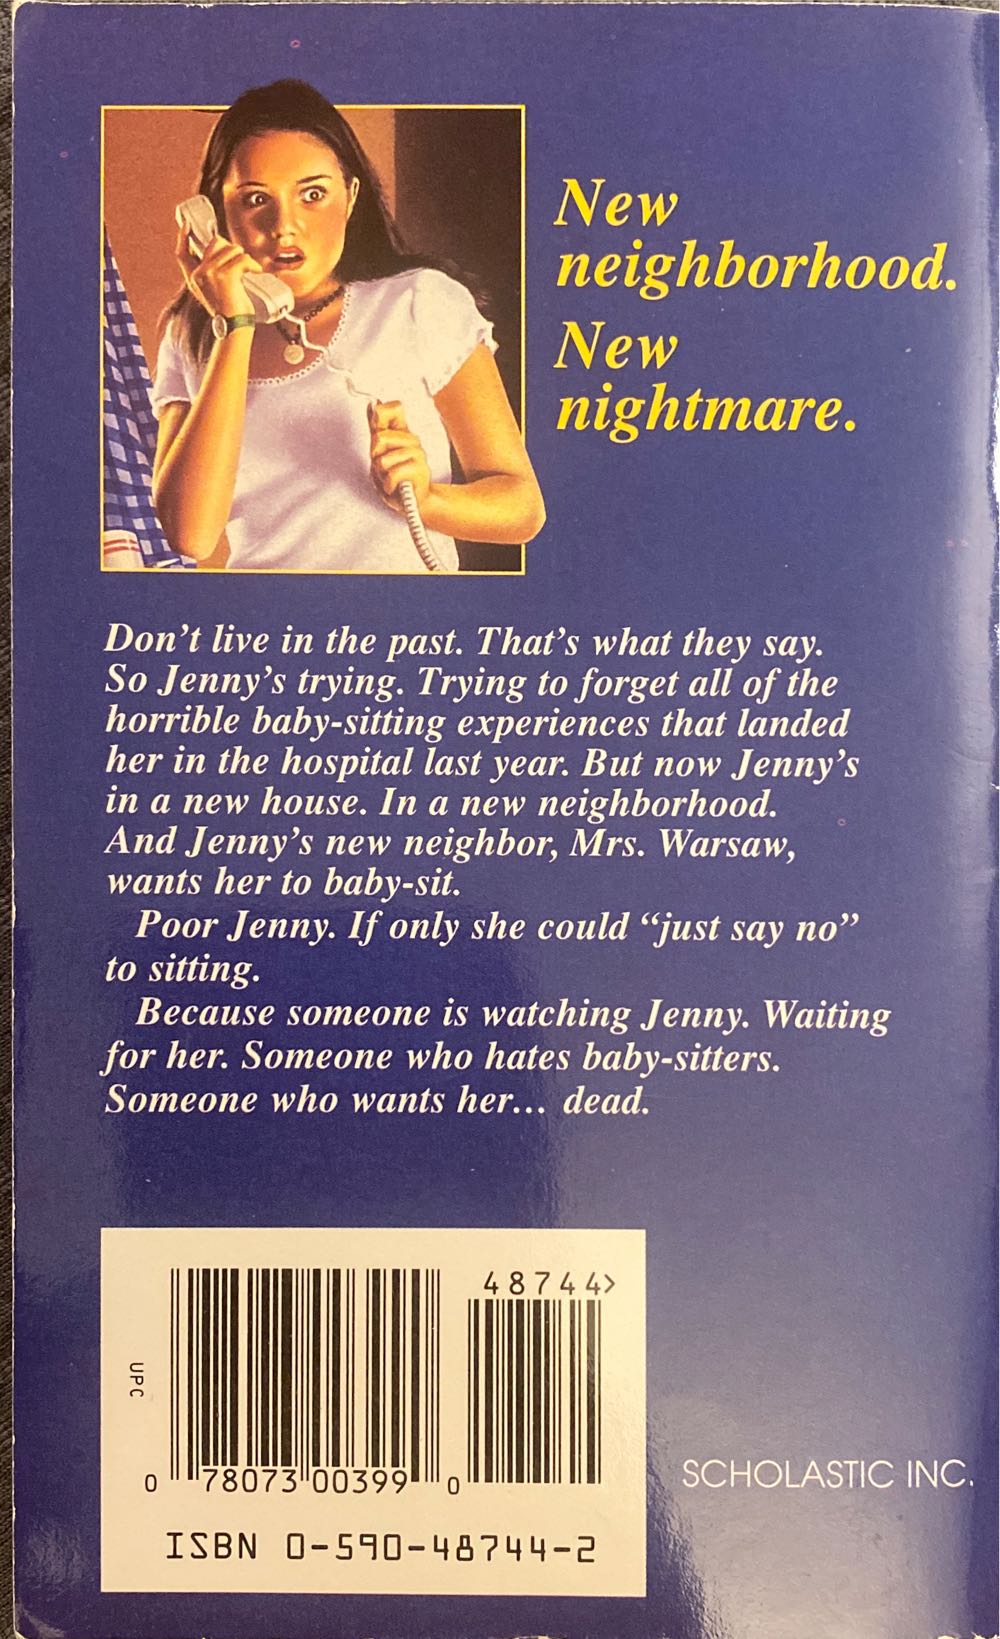 New
neighborhood.
New
nightmare.
Don't live in the past. That's what they say.
So Jenny's trying. Trying to forget all of the
horrible baby-sitting experiences that landed
her in the hospital last year. But now Jenny's
in a new house. In a new neighborhood.
And Jenny's new neighbor, Mrs. Warsaw,
wants her to baby-sit.
Poor Jenny. If only she could “just say no”
to sitting.
Because someone is watching Jenny. Waiting
for her. Someone who hates baby-sitters.
Someone who wants her... dead.
48744>
UPC
0 78073 00399 0
ISBN 0-590-48744-2
SCHOLASTIC INC.